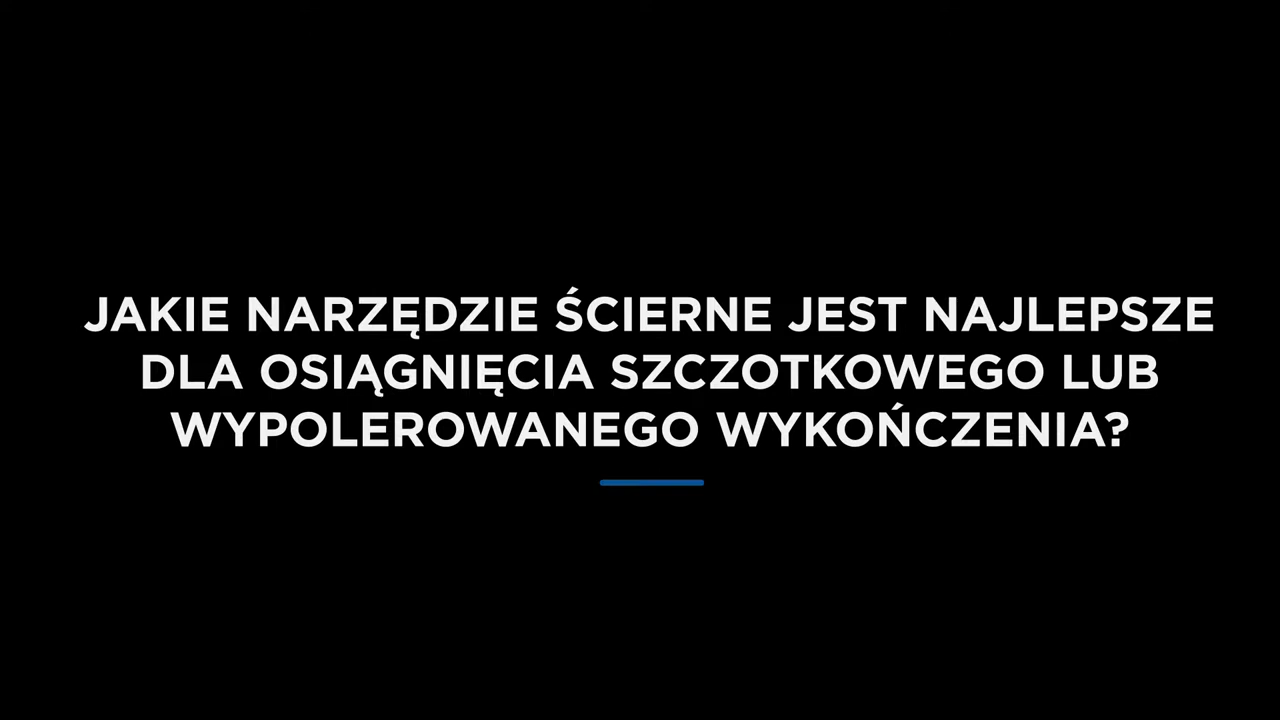 JAKIE NARZĘDZIE ŚCIERNE JEST NAJLEPSZE
DLA OSIĄGNIĘCIA SZCZOTKOWEGO LUB
WYPOLEROWANEGO WYKOŃCZENIA?